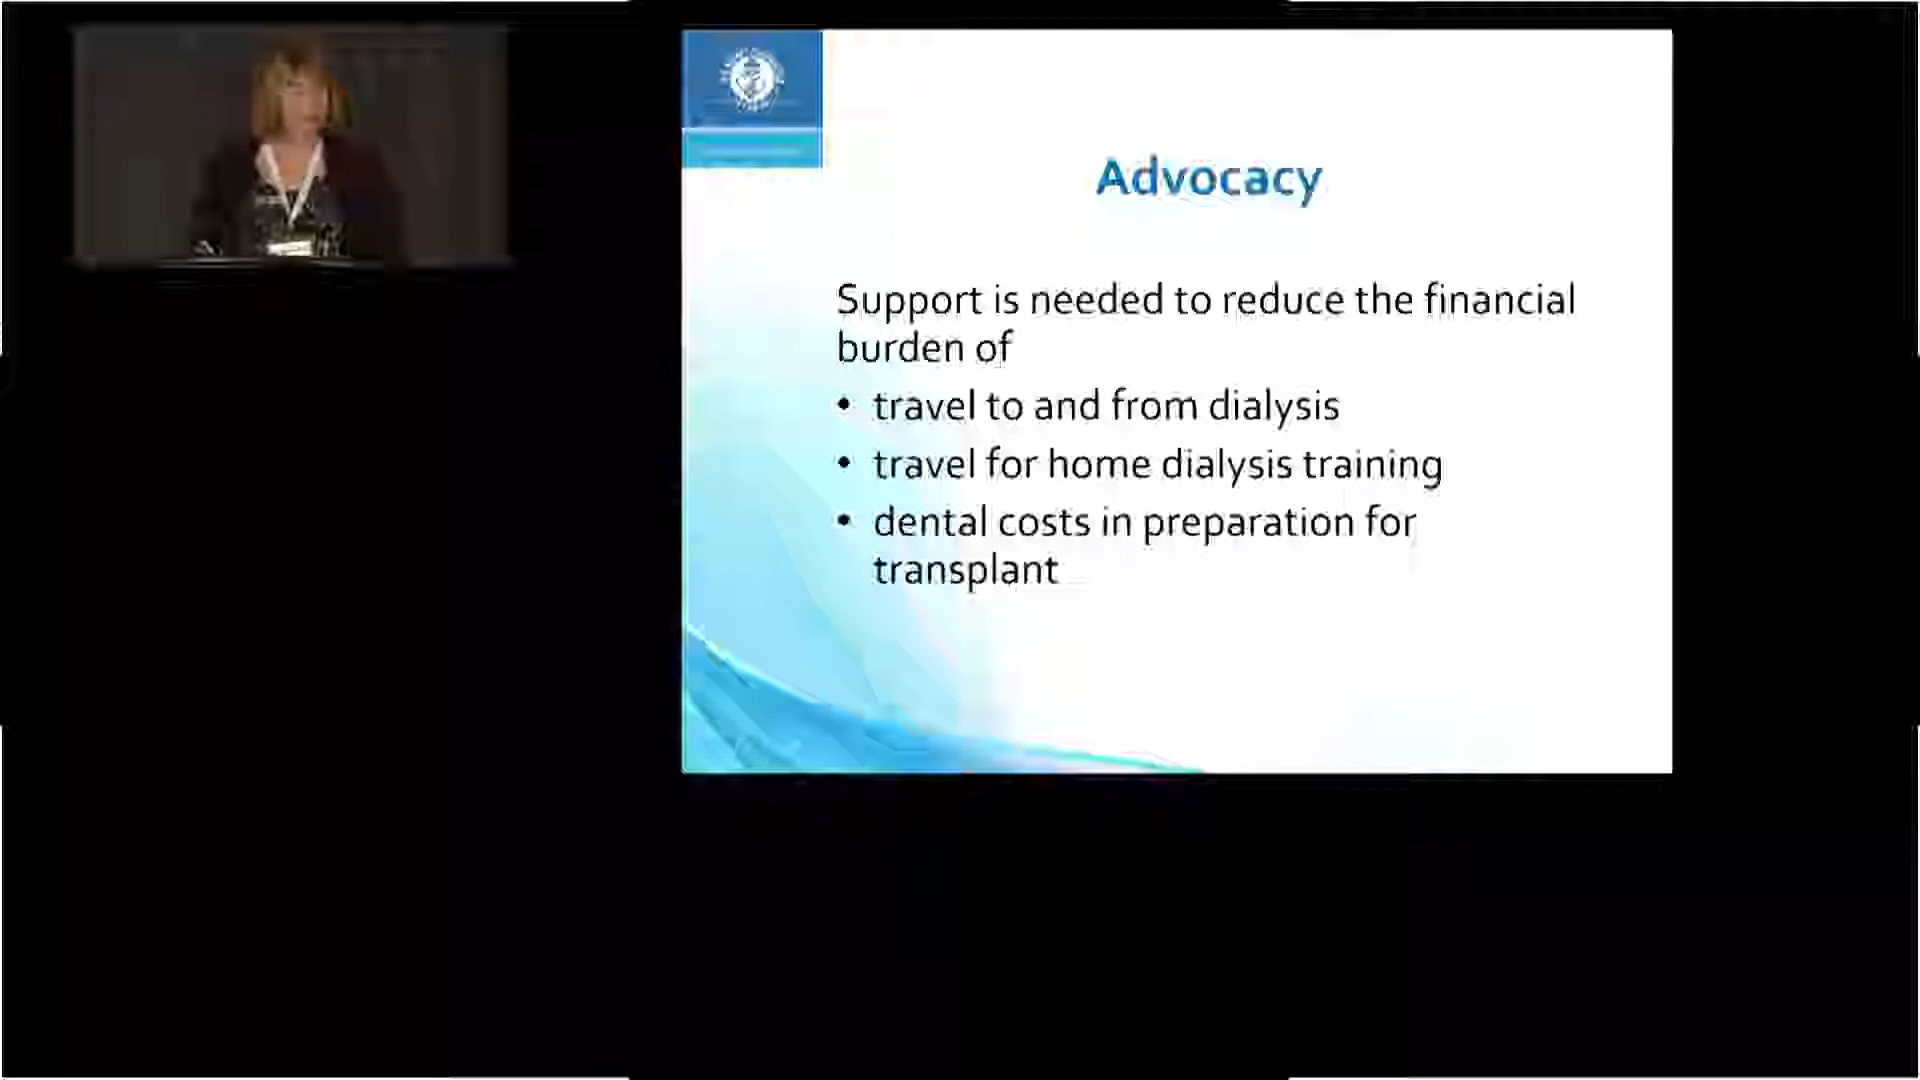 Advocacy
Support is needed to reduce the financial
burden of
• travel to and from dialysis
• travel for home dialysis training
• dental costs in preparation for
transplant